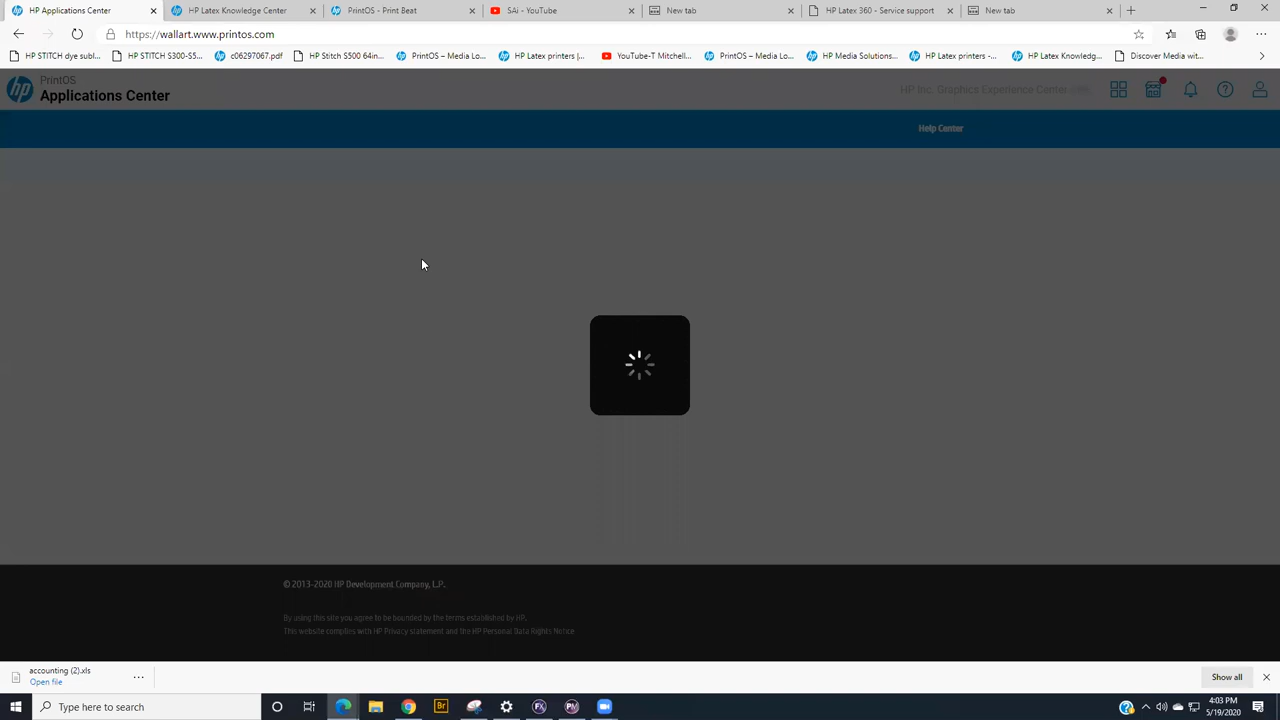 HP Applications Center
HP Latex Knowledge Center
PrintOS - Print Beat
SAi - YouTube
New tab
HP Latex 360 - Service support
New tab
https://wallart.www.printos.com
HP STITCH dye subl...
HP STITCH S300-S5...
c06297067.pdf
HP Stitch S500 64in...
PrintOS – Media Lo...
HP Latex printers |...
YouTube-T Mitchell...
PrintOS – Media Lo...
HP Media Solutions...
HP Latex printers -...
HP Latex Knowledg...
Discover Media wit...
hp
PrintOS
Applications Center
HP Inc. Graphics Experience Center
Help Center
© 2013-2020 HP Development Company, L.P.
By using this site you agree to be bounded by the terms established by HP.
This website complies with HP Privacy statement and the HP Personal Data Rights Notice
accounting (2).xls
Open file
Show all
Type here to search
Br
FX
PM
4:03 PM
5/19/2020